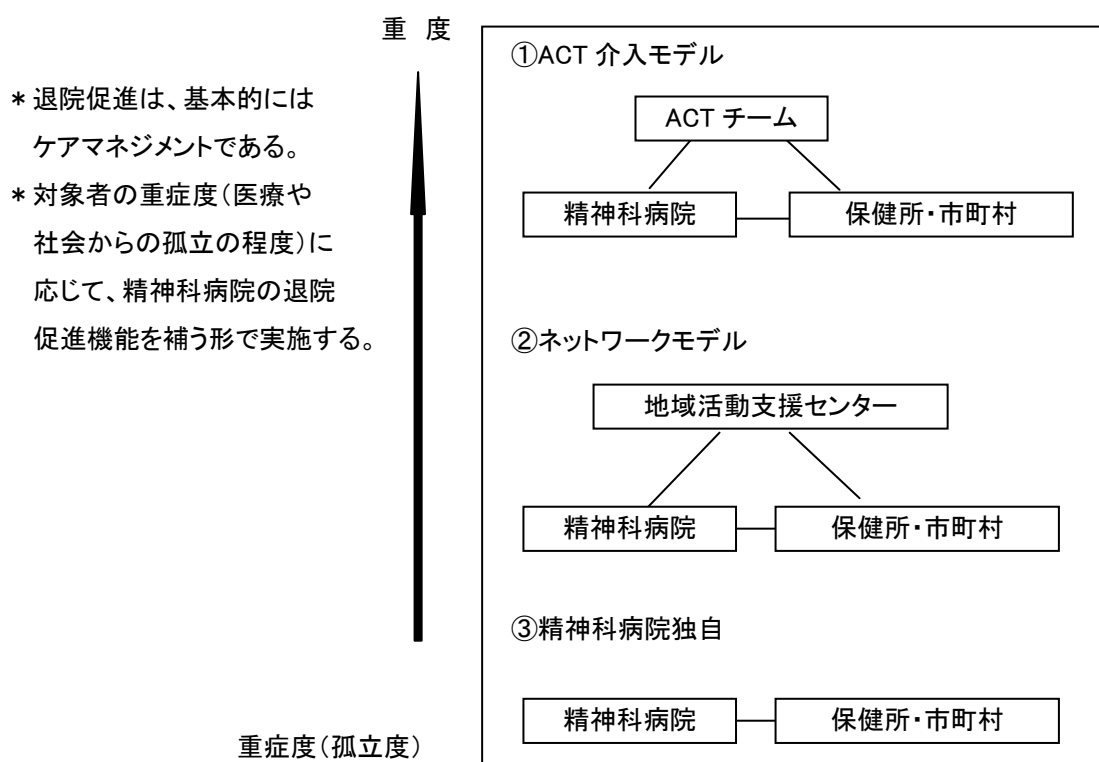 重 度
＊退院促進は、基本的には
ケアマネジメントである。
＊対象者の重症度（医療や
社会からの孤立の程度）に
応じて、精神科病院の退院
促進機能を補う形で実施する。
重症度（孤立度）
①ACT 介入モデル
ACT チーム
精神科病院
保健所・市町村
②ネットワークモデル
地域活動支援センター
精神科病院
保健所・市町村
③精神科病院独自
精神科病院
保健所・市町村